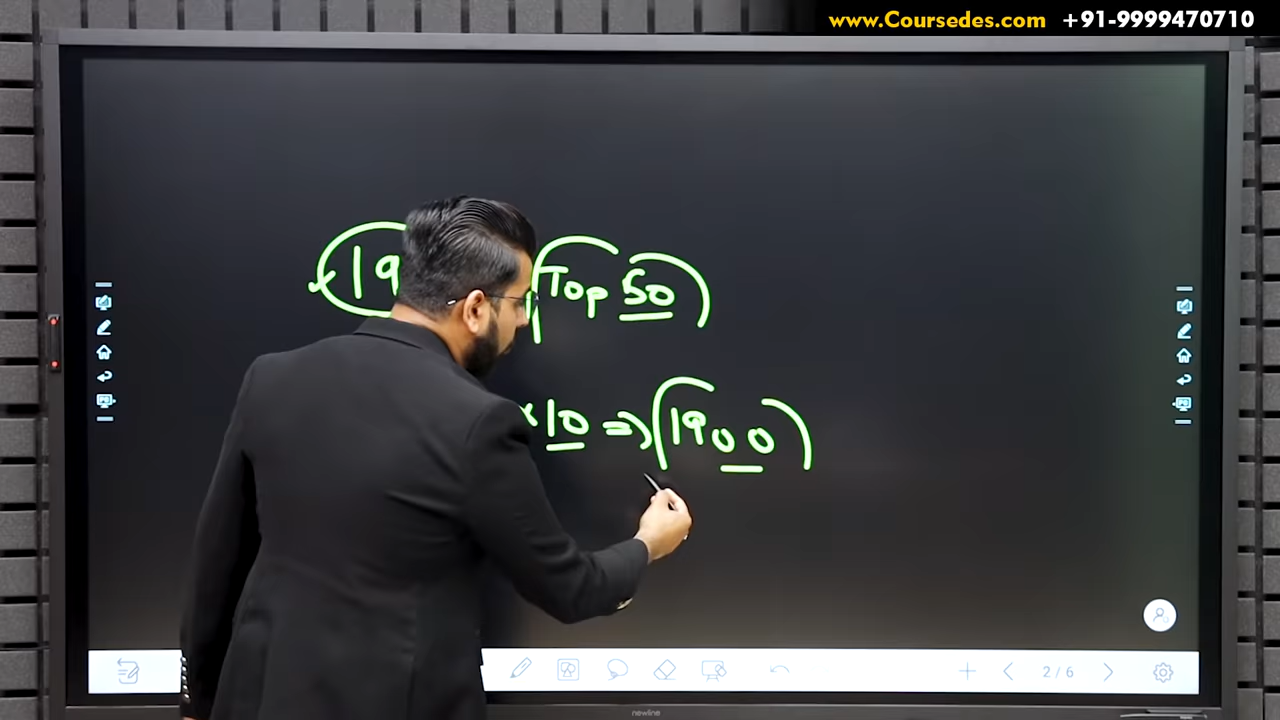 www.Coursedes.com +91-9999470710
19
Top 50
×10 ⇒ (1900)
2/6
newline